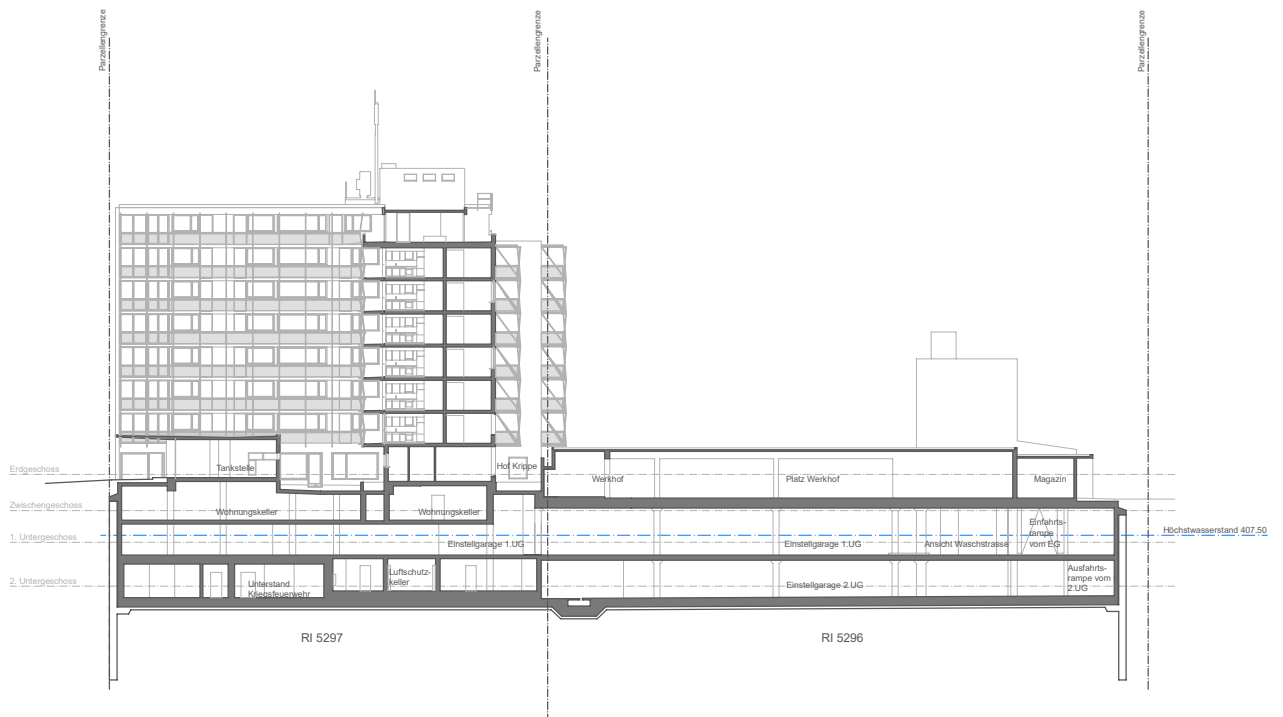 Parzellengrenze
Parzellengrenze
Parzellengrenze
Erdgeschoss
Tankstelle
Hof Krippe
Werkhof
Platz Werkhof
Magazin
Zwischengeschoss
Wohnungskeller
Wohnungskeller
Einfahrts-
rampe
vom EG
Höchstwasserstand 407.50
1. Untergeschoss
Einstellgarage 1.UG
Einstellgarage 1.UG
Ansicht Waschstrasse
2. Untergeschoss
Unterstand
Kriegsfeuerwehr
Luftschutz-
keller
Einstellgarage 2.UG
Ausfahrts-
rampe vom
2.UG
RI 5297
RI 5296